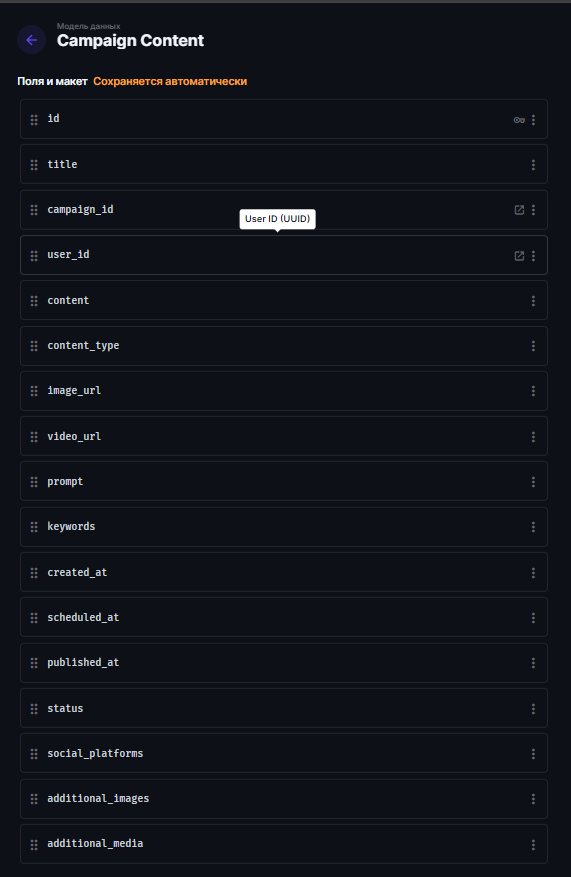 Модель данных
Campaign Content
Поля и макет Сохраняется автоматически
id
title
campaign_id
User ID (UUID)
user_id
content
content_type
image_url
video_url
prompt
keywords
created_at
scheduled_at
published_at
status
social_platforms
additional_images
additional_media